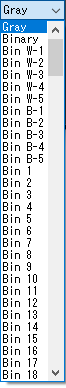 Gray
Gray
Binary
Bin W-1
Bin W-2
Bin W-3
Bin W-4
Bin W-5
Bin B-1
Bin B-2
Bin B-3
Bin B-4
Bin B-5
Bin 1
Bin 2
Bin 3
Bin 4
Bin 5
Bin 6
Bin 7
Bin 8
Bin 9
Bin 10
Bin 11
Bin 12
Bin 13
Bin 14
Bin 15
Bin 16
Bin 17
Bin 18